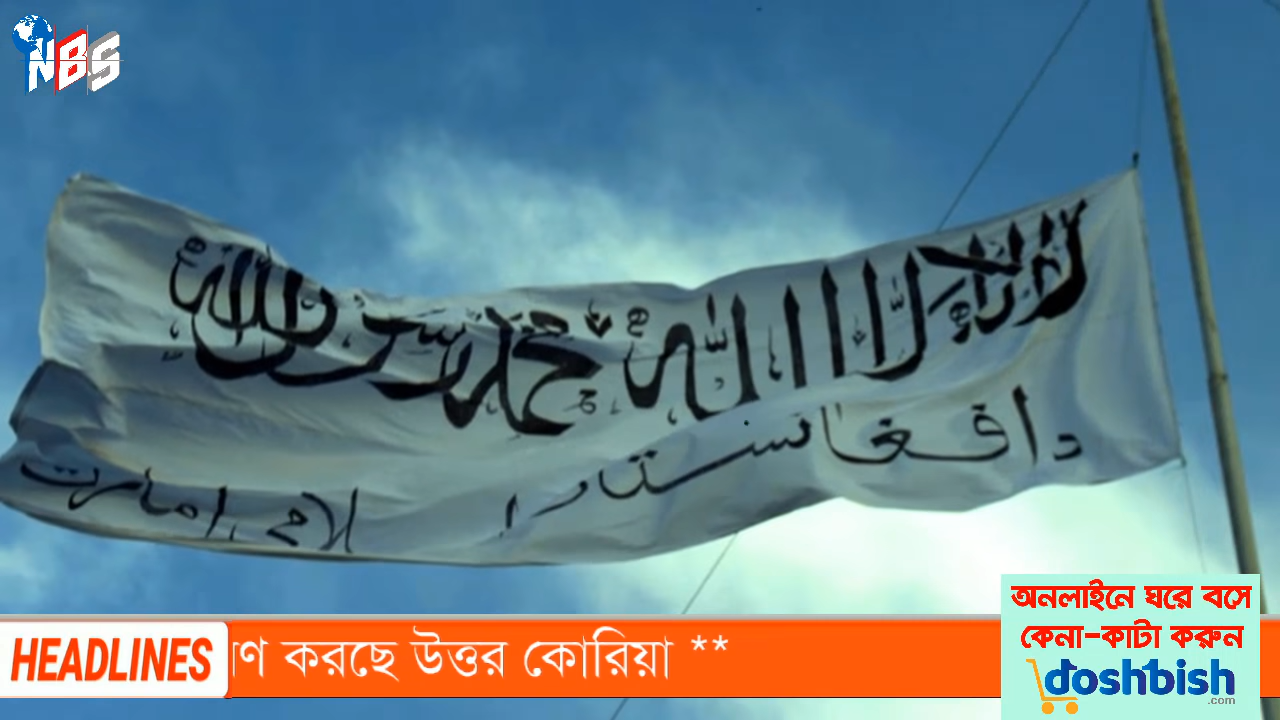 NBS
لا اله الا الله محمد رسول الله
د افغانستان اسلامي امارت
HEADLINES
করছে উত্তর কোরিয়া **
অনলাইনে ঘরে বসে
কেনা-কাটা করুন
doshbish
.com